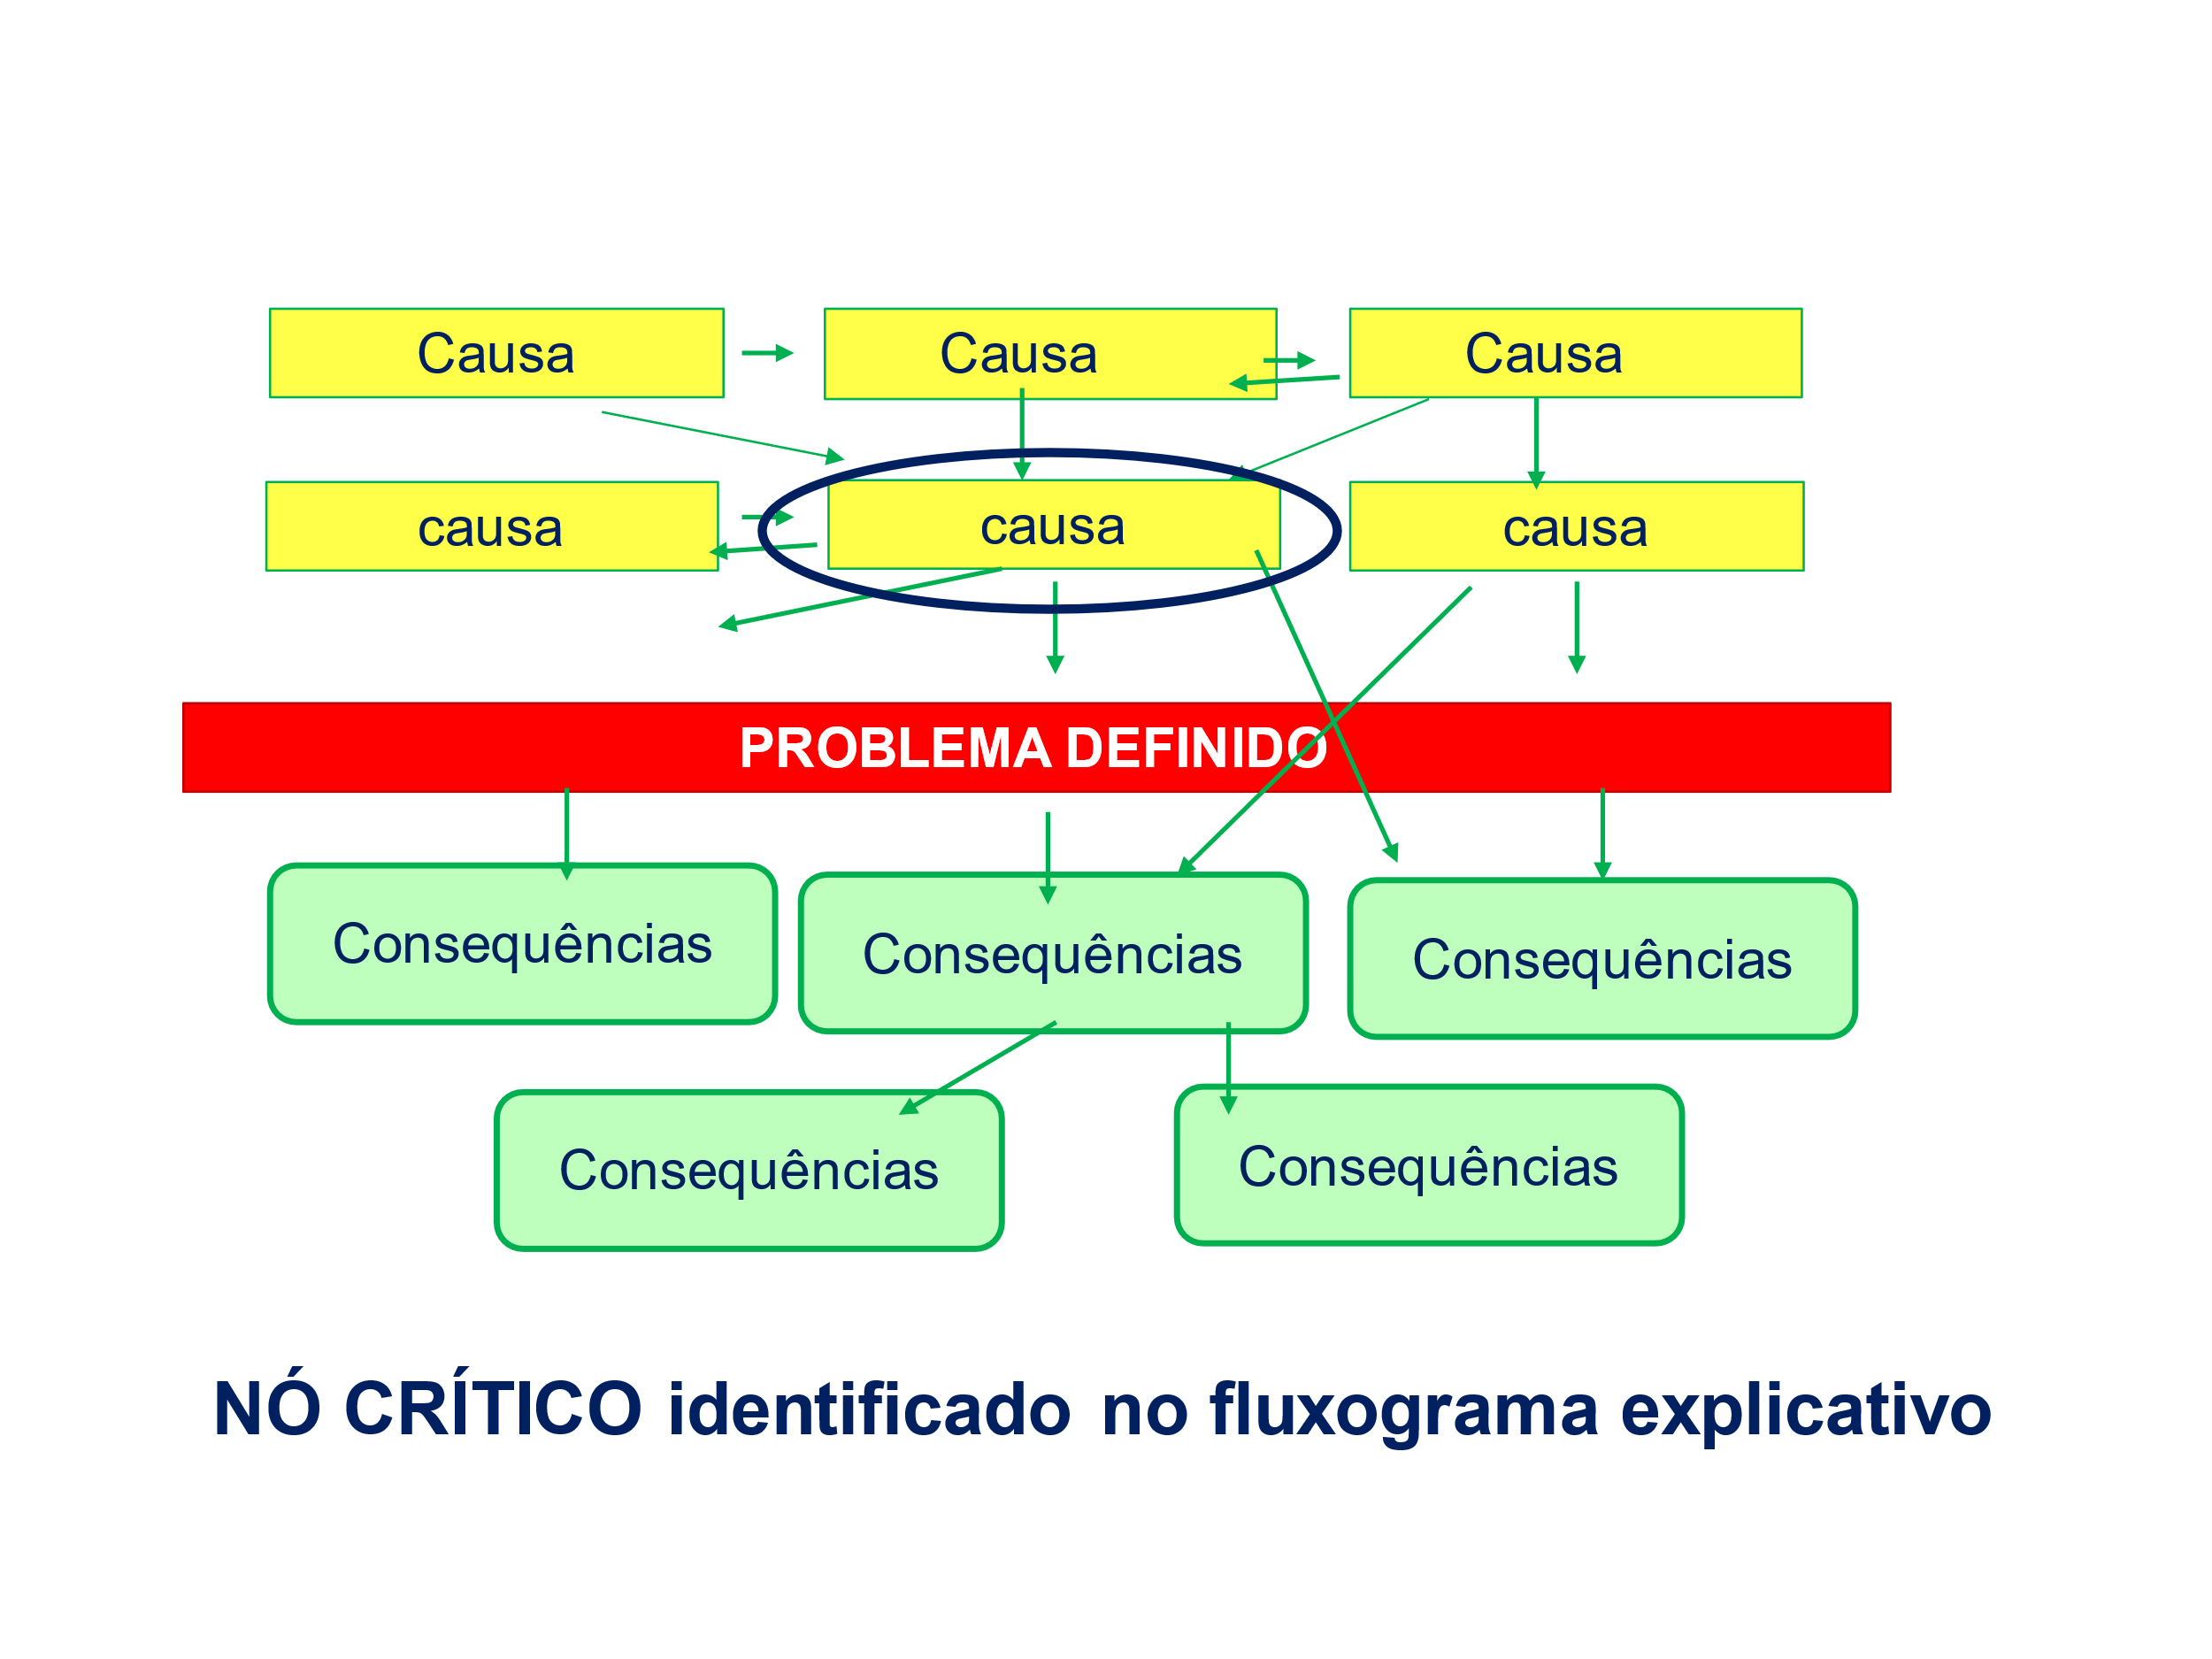 Causa
Causa
Causa
causa
causa
causa
PROBLEMA DEFINIDO
Consequências
Consequências
Consequências
Consequências
Consequências
NÓ CRÍTICO identificado no fluxograma explicativo